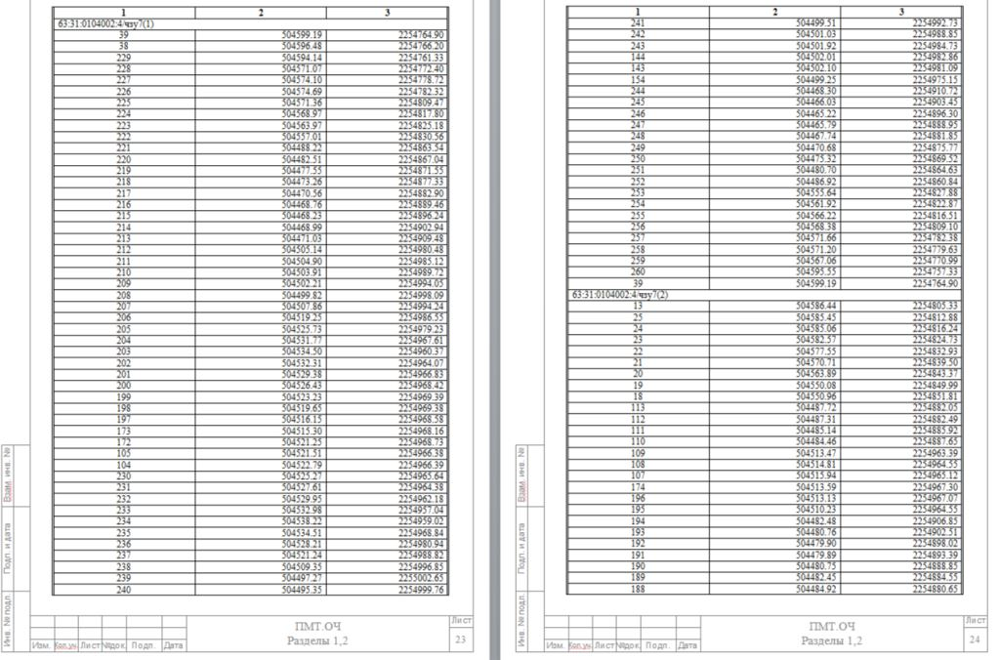 1 2 3
63:31:0104002:4/чзу7(1)
39 504599.19 2254764.90
38 504596.48 2254766.20
229 504594.14 2254761.33
228 504571.07 2254772.40
227 504574.10 2254778.72
226 504574.69 2254782.32
225 504571.36 2254809.47
224 504568.97 2254817.80
223 504563.97 2254825.18
222 504557.01 2254830.56
221 504488.22 2254863.54
220 504482.51 2254867.04
219 504477.55 2254871.55
218 504473.26 2254877.33
217 504470.56 2254882.90
216 504468.76 2254889.46
215 504468.23 2254896.24
214 504468.99 2254902.94
213 504471.03 2254909.48
212 504505.14 2254980.48
211 504504.90 2254985.12
210 504503.91 2254989.72
209 504502.21 2254994.05
208 504499.82 2254998.09
207 504507.86 2254994.24
206 504519.25 2254986.55
205 504525.73 2254979.23
204 504531.77 2254967.61
203 504534.50 2254960.37
202 504532.31 2254964.07
201 504529.38 2254966.83
200 504526.43 2254968.42
199 504523.23 2254969.39
198 504519.65 2254969.38
197 504516.15 2254968.58
173 504515.30 2254968.16
172 504521.25 2254968.73
105 504521.51 2254966.38
104 504522.79 2254966.39
230 504525.27 2254965.64
231 504527.61 2254964.38
232 504529.95 2254962.18
233 504532.98 2254957.04
234 504538.22 2254959.02
235 504534.51 2254968.84
236 504528.21 2254980.94
237 504521.24 2254988.82
238 504509.35 2254996.85
239 504497.27 2255002.65
240 504495.35 2254999.76
Взам. инв. №
Подп. и дата
Инв. № подл.
Изм. Кол.уч. Лист №док. Подп. Дата
ПМТ.ОЧ
Разделы 1,2
Лист
23
1 2 3
241 504499.51 2254992.73
242 504501.03 2254988.85
243 504501.92 2254984.73
144 504502.01 2254982.86
143 504502.10 2254981.09
154 504499.25 2254975.15
244 504468.30 2254910.72
245 504466.03 2254903.45
246 504465.22 2254896.30
247 504465.79 2254888.95
248 504467.74 2254881.85
249 504470.68 2254875.77
250 504475.32 2254869.52
251 504480.70 2254864.63
252 504486.92 2254860.84
253 504555.64 2254827.88
254 504561.92 2254822.87
255 504566.22 2254816.51
256 504568.38 2254809.10
257 504571.66 2254782.38
258 504571.20 2254779.63
259 504567.06 2254770.99
260 504595.55 2254757.33
39 504599.19 2254764.90
63:31:0104002:4/чзу7(2)
13 504586.44 2254805.33
25 504585.45 2254812.88
24 504585.06 2254816.24
23 504582.57 2254824.73
22 504577.55 2254832.93
21 504570.71 2254839.50
20 504563.89 2254843.37
19 504550.08 2254849.99
18 504550.96 2254851.81
113 504487.72 2254882.05
112 504487.31 2254882.49
111 504485.14 2254885.92
110 504484.46 2254887.65
109 504513.47 2254963.39
108 504514.81 2254964.55
107 504515.94 2254965.12
174 504513.59 2254967.30
196 504513.13 2254967.07
195 504510.23 2254964.55
194 504482.48 2254906.85
193 504480.76 2254902.51
192 504479.90 2254898.02
191 504479.89 2254893.39
190 504480.75 2254888.85
189 504482.45 2254884.55
188 504484.92 2254880.65
Взам. инв. №
Подп. и дата
Инв. № подл.
Изм. Кол.уч. Лист №док. Подп. Дата
ПМТ.ОЧ
Разделы 1,2
Лист
24